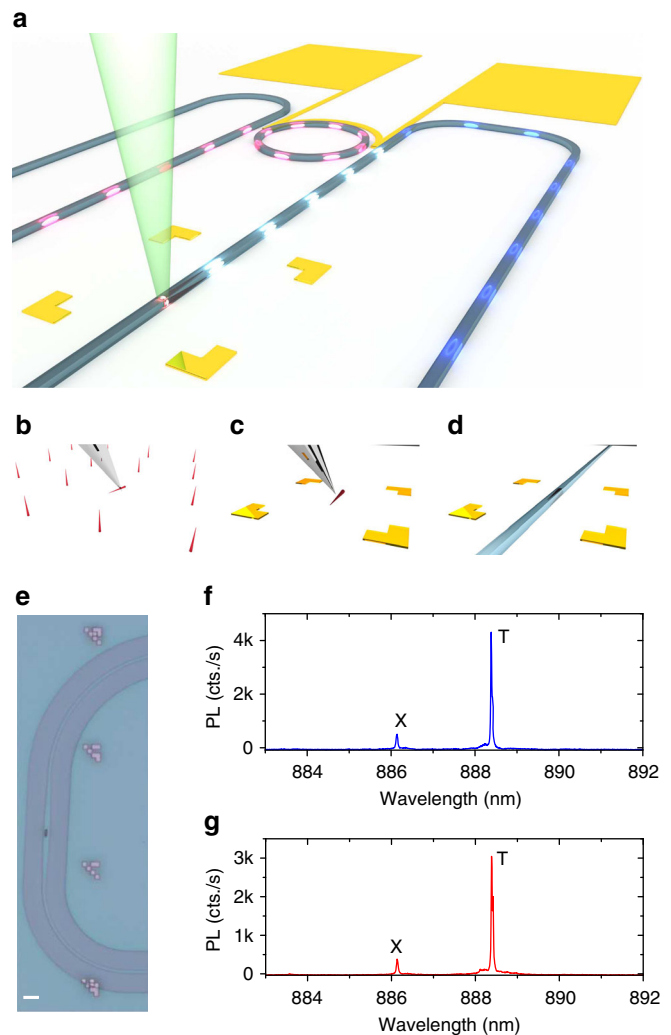 a
b
c
d
e
f
4k
2k
0
PL (cts./s)
X
T
884
886
888
890
892
Wavelength (nm)
g
3k
2k
1k
0
PL (cts./s)
X
T
884
886
888
890
892
Wavelength (nm)